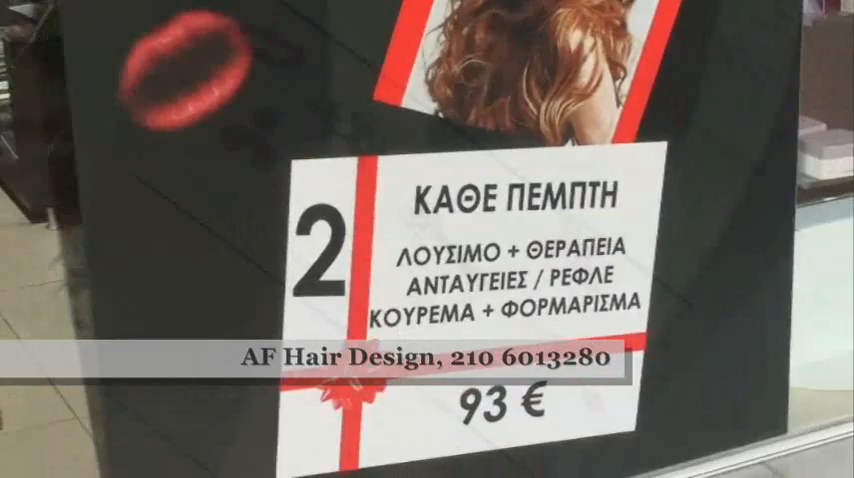 2
ΚΑΘΕ ΠΕΜΠΤΗ
ΛΟΥΣΙΜΟ + ΘΕΡΑΠΕΙΑ
ΑΝΤΑΥΓΕΙΕΣ / ΡΕΦΛΕ
ΚΟΥΡΕΜΑ + ΦΟΡΜΑΡΙΣΜΑ
AF Hair Design, 210 6013280
93 €